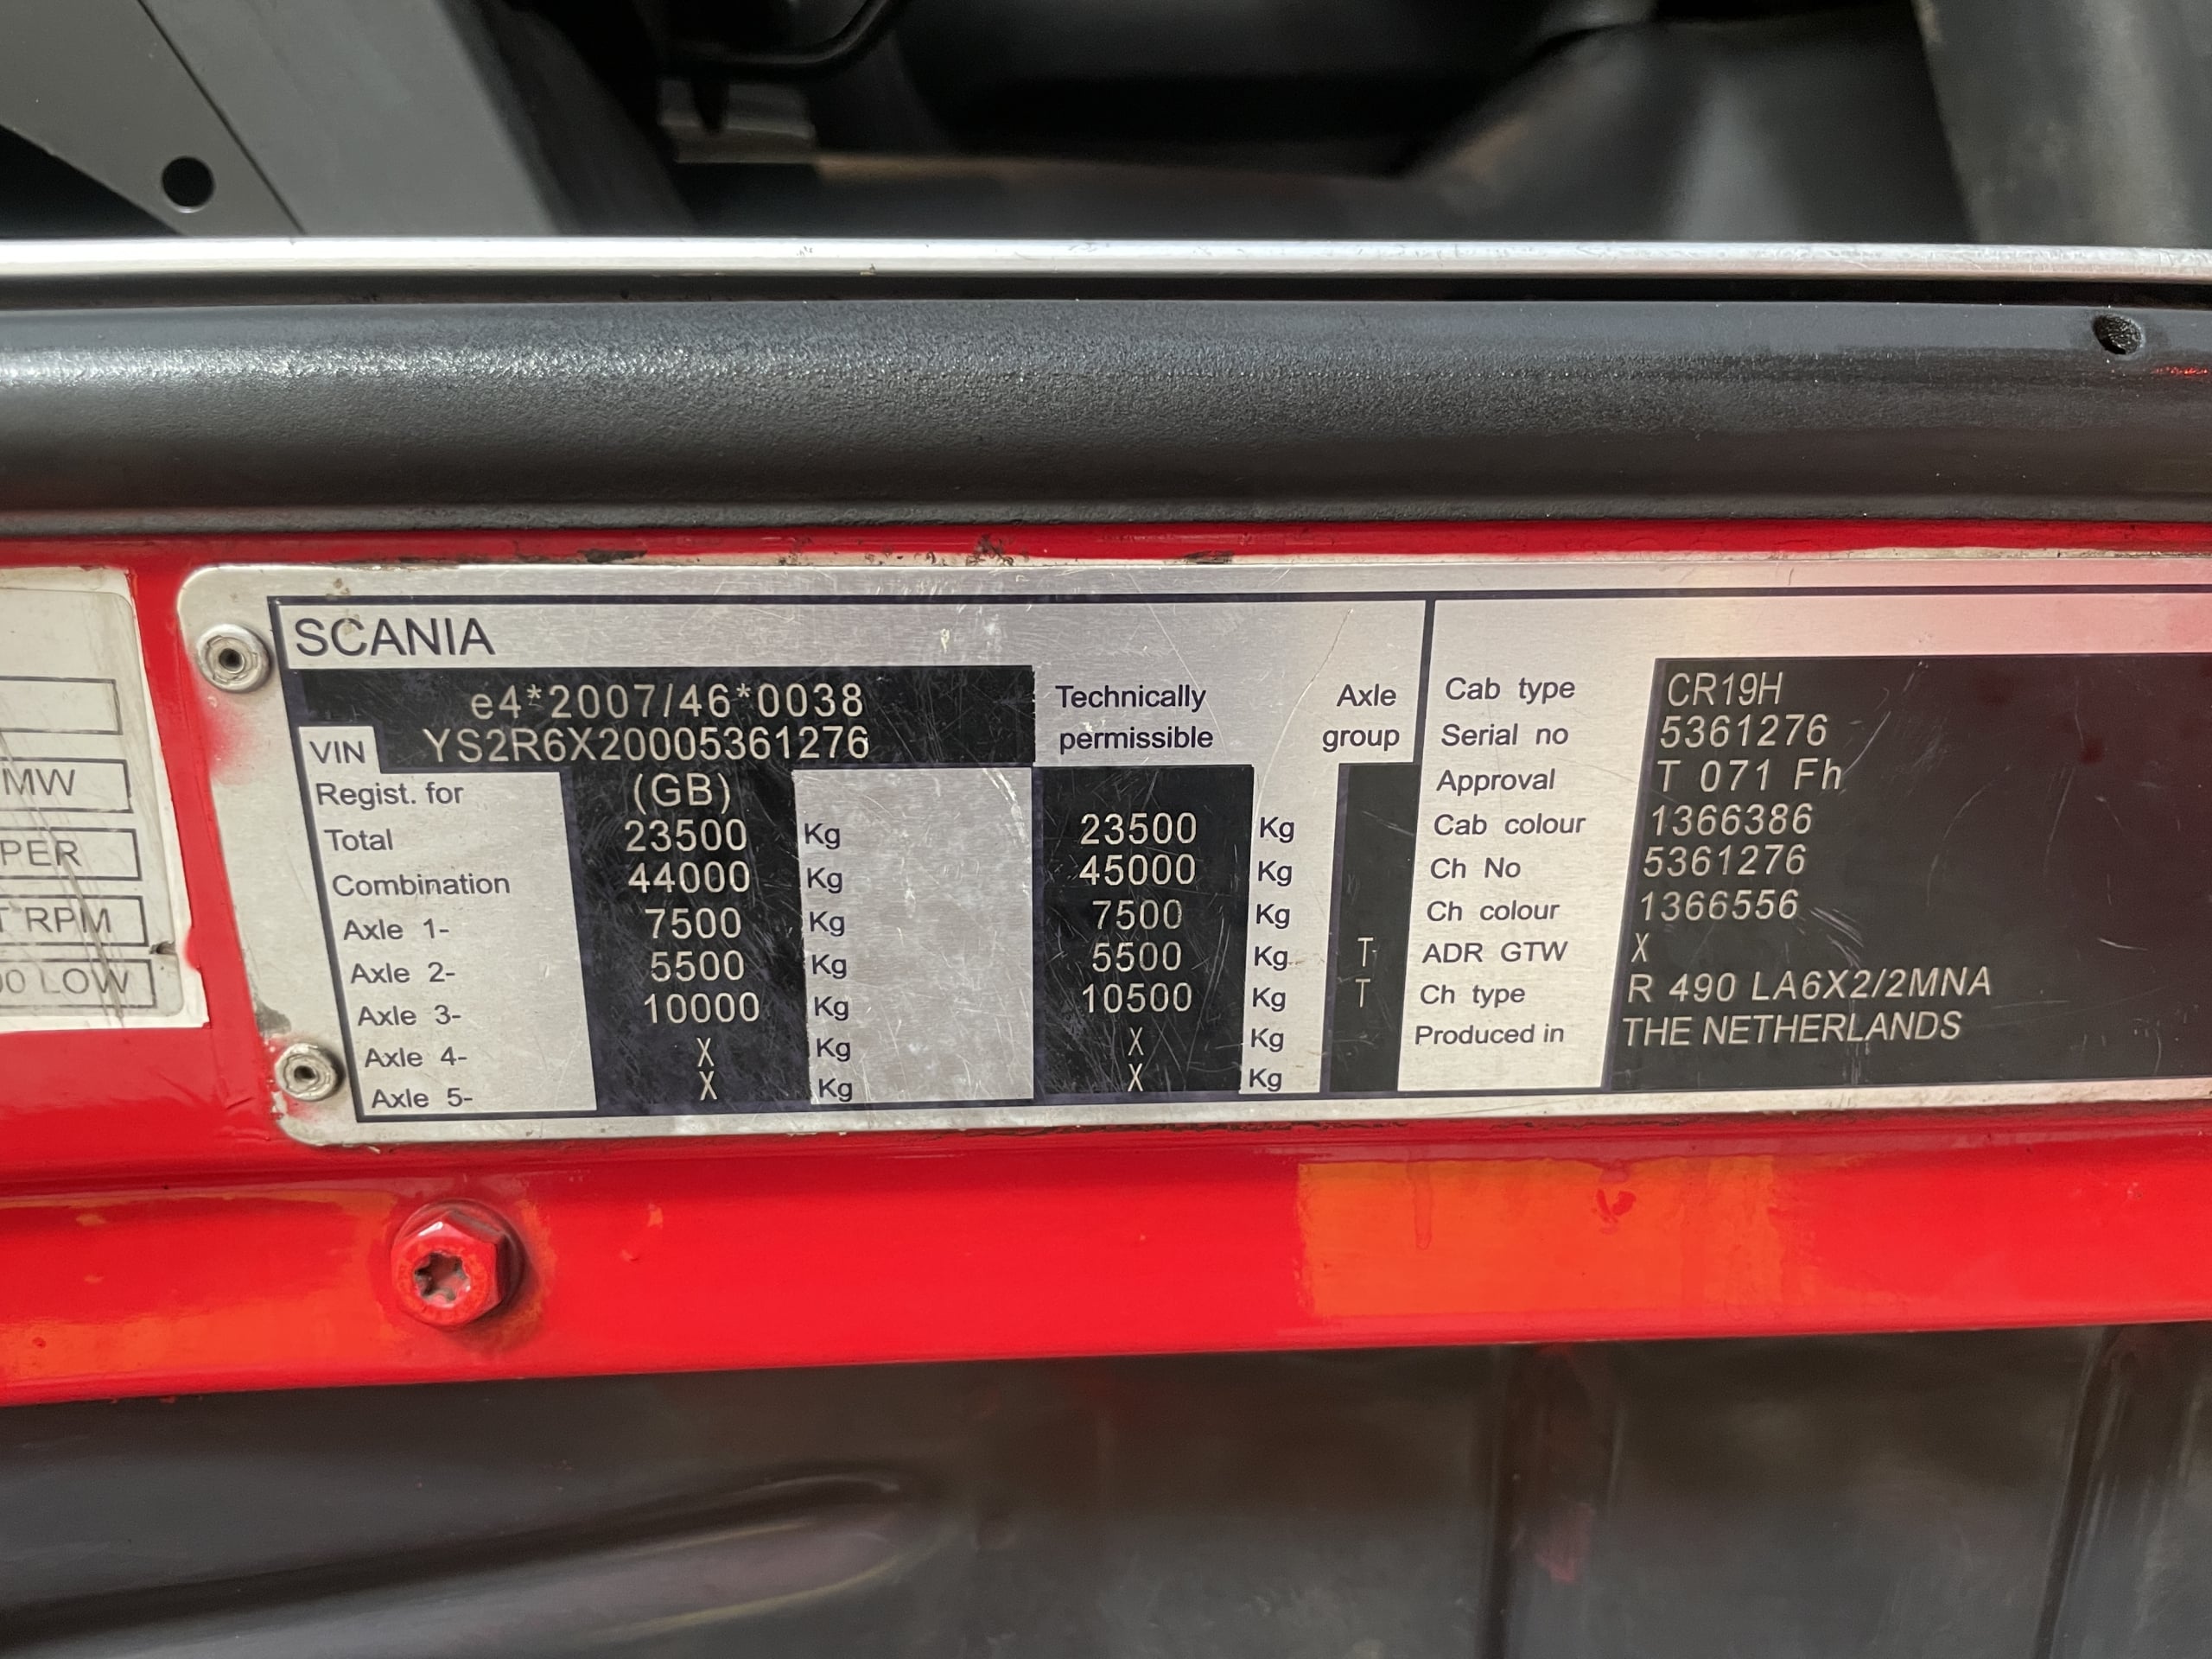 SCANIA
e4*2007/46*0038
VIN YS2R6X20005361276
Technically permissible
Axle group
Regist. for (GB)
Total 23500 Kg 23500 Kg
Combination 44000 Kg 45000 Kg
Axle 1- 7500 Kg 7500 Kg
Axle 2- 5500 Kg 5500 Kg T
Axle 3- 10000 Kg 10500 Kg T
Axle 4- X Kg X Kg
Axle 5- X Kg X Kg
Cab type CR19H
Serial no 5361276
Approval T 071 Fh
Cab colour 1366386
Ch No 5361276
Ch colour 1366556
ADR GTW X
Ch type R 490 LA6X2/2MNA
Produced in THE NETHERLANDS
MW
PER
RPM
LOW